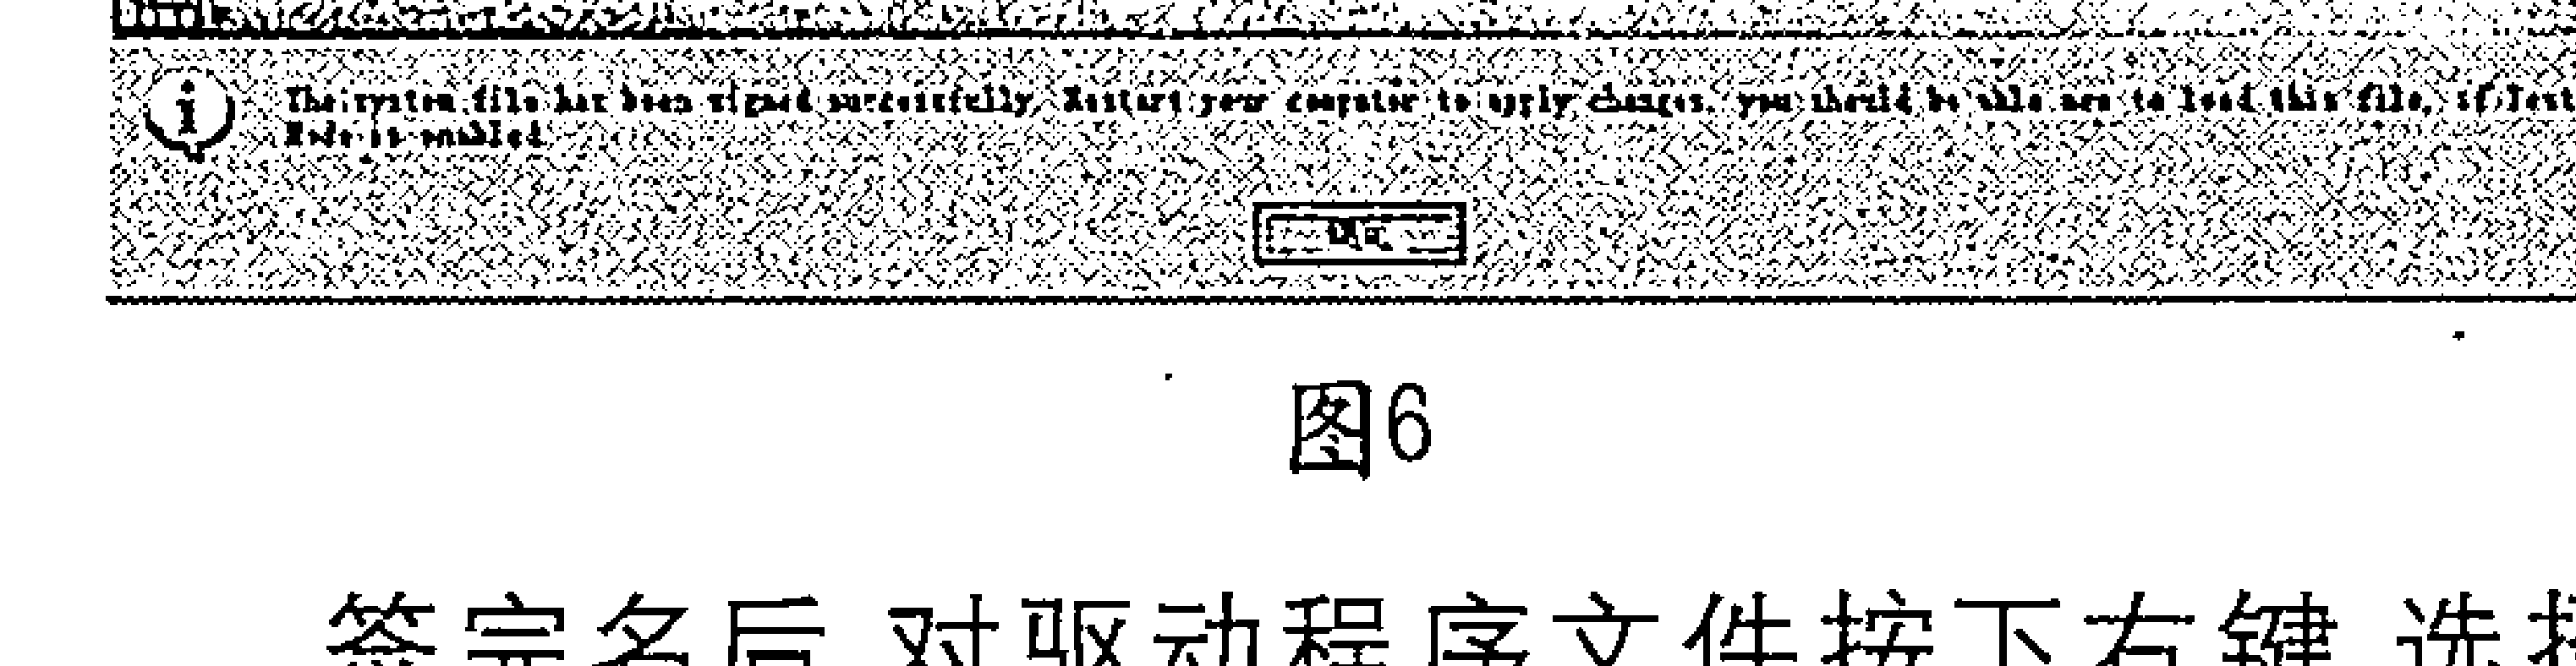 The system file has been signed successfully. Restart your computer to apply changes, you should be able now to load this file, if Test
Mode is enabled
图6
签完名后 对驱动程序文件按下右键 选择